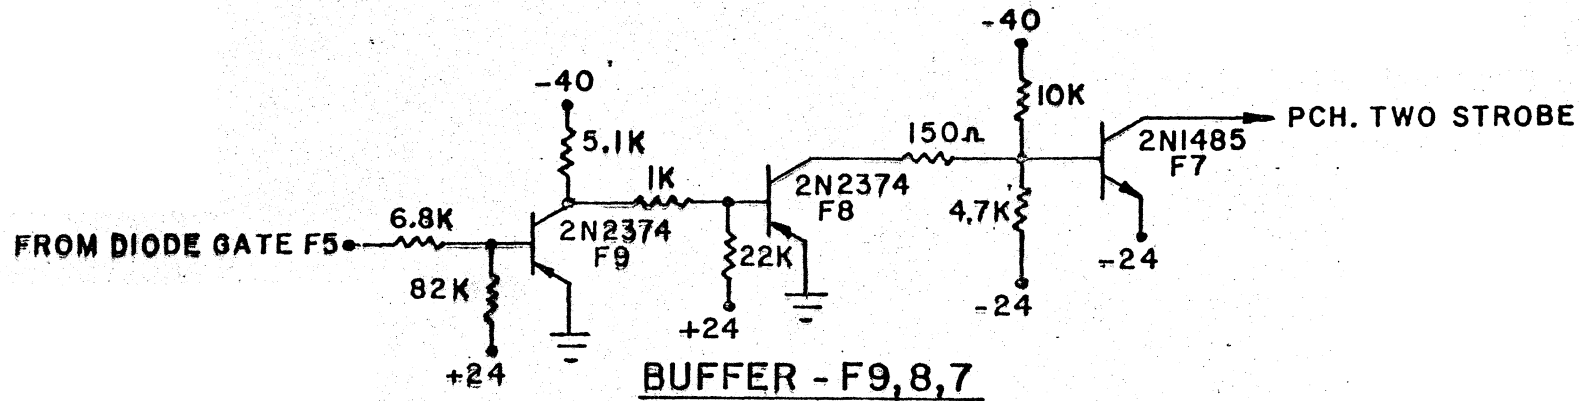 -40
10K
-40
PCH. TWO STROBE
5.1K
150Ω
2N1485
F7
1K
2N2374
F8
6.8K
4.7K
2N2374
F9
FROM DIODE GATE F5
22K
-24
82K
-24
+24
+24
BUFFER - F9,8,7